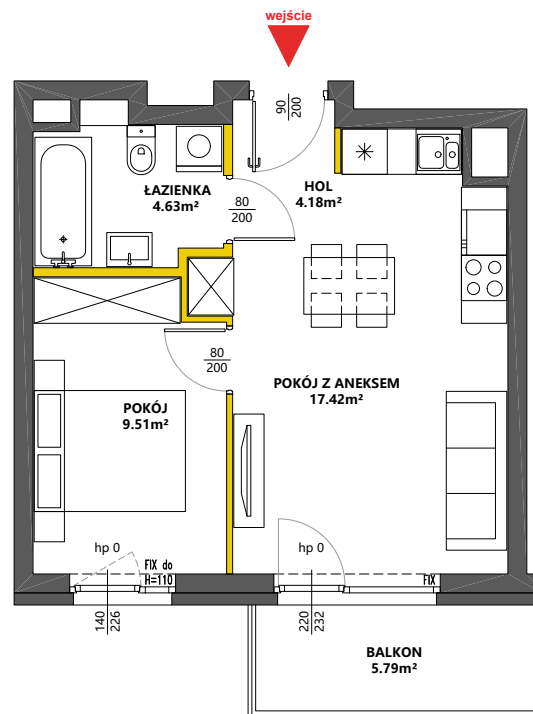 wejście
90
200
ŁAZIENKA
4.63m²
HOL
4.18m²
80
200
80
200
POKÓJ Z ANEKSEM
17.42m²
POKÓJ
9.51m²
hp 0
FIX do
H=110
hp 0
FIX
140
226
220
232
BALKON
5.79m²